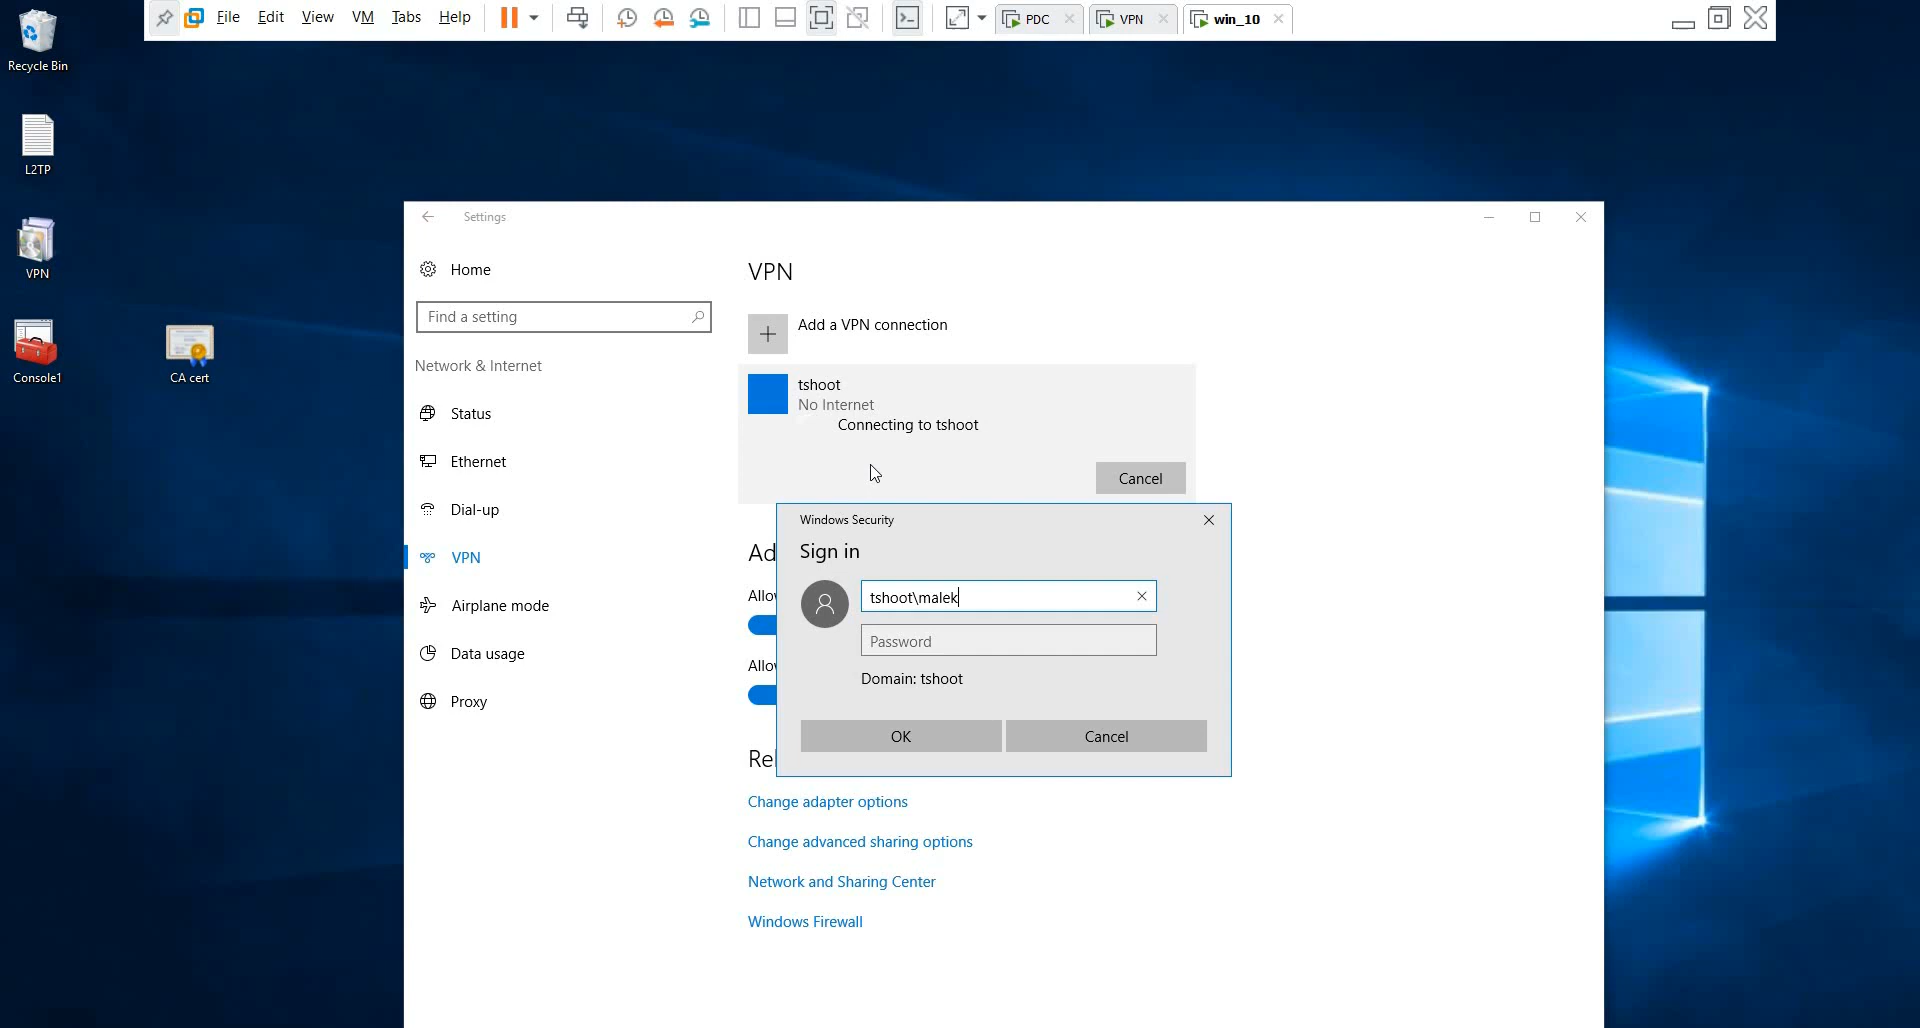 File Edit View VM Tabs Help
PDC
VPN
win_10
Recycle Bin
L2TP
VPN
Console1
CA cert
Settings
Home
Find a setting
Network & Internet
Status
Ethernet
Dial-up
VPN
Airplane mode
Data usage
Proxy
VPN
Add a VPN connection
tshoot
No Internet
Connecting to tshoot
Cancel
Windows Security
Ad
Sign in
Allov
tshoot\malek
Password
Allov
Domain: tshoot
OK
Cancel
Rel
Change adapter options
Change advanced sharing options
Network and Sharing Center
Windows Firewall